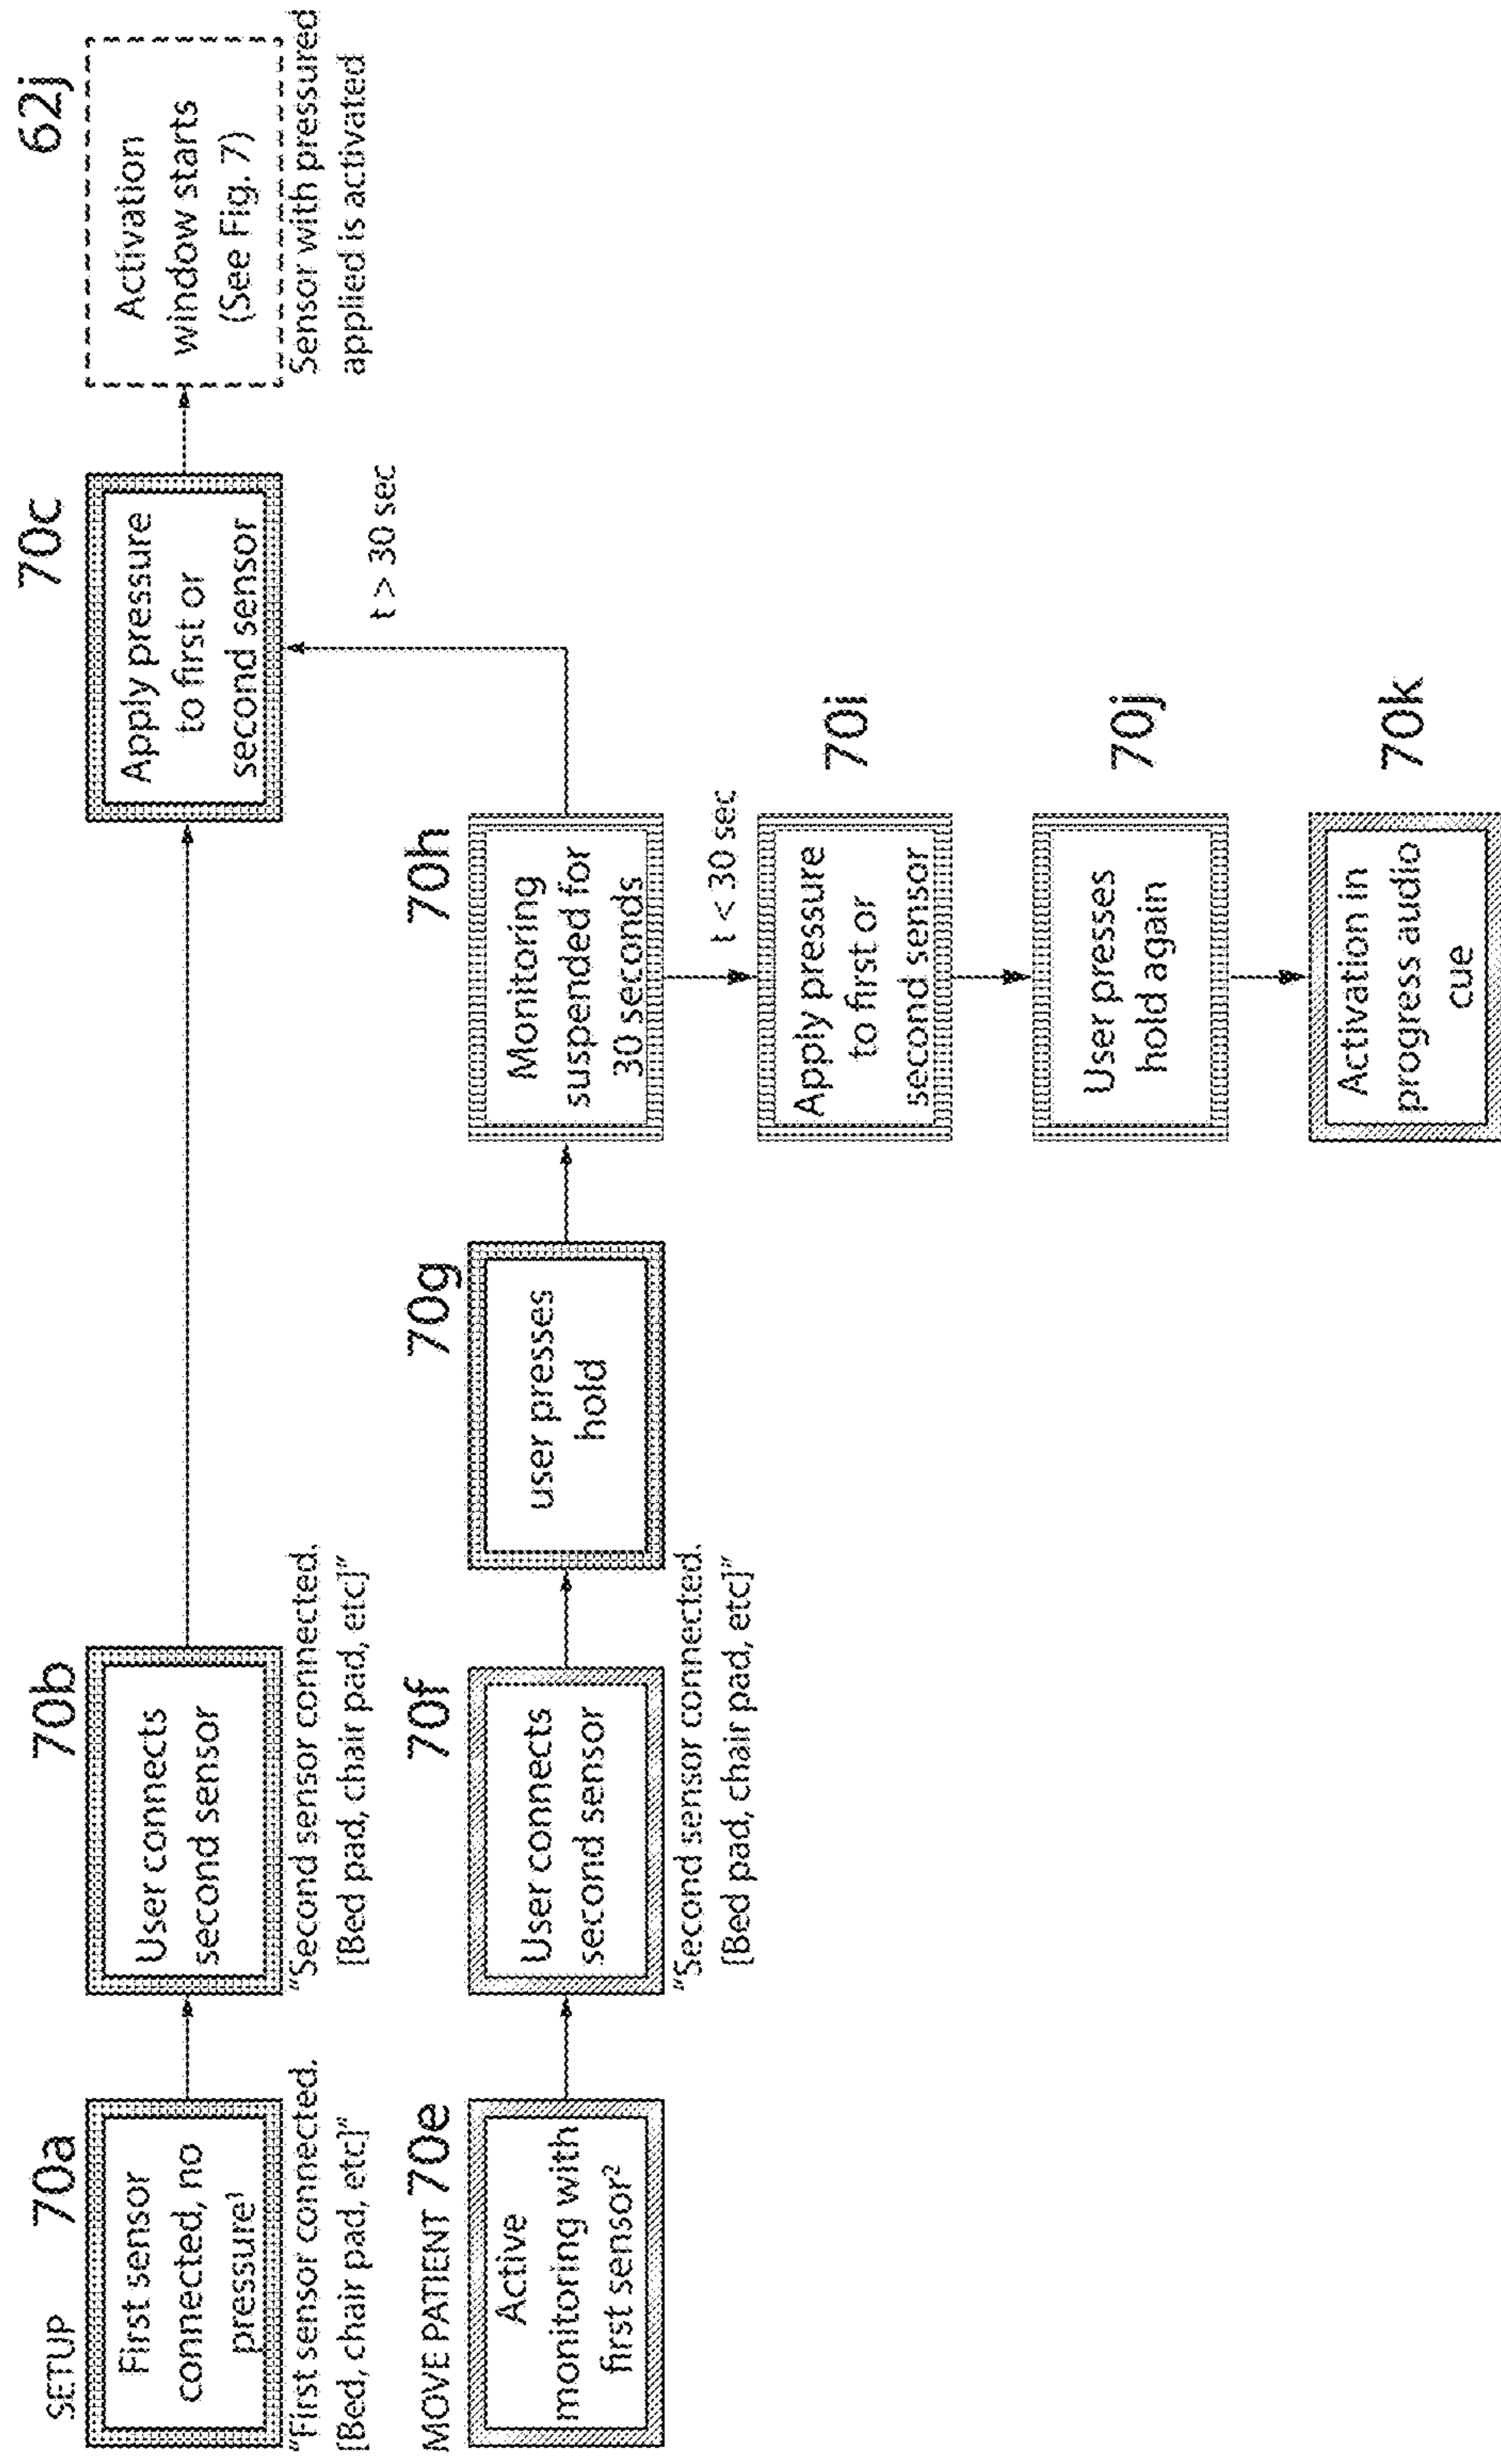 SETUP
70a
First sensor
connected, no
pressure¹
"First sensor connected.
[Bed, chair pad, etc]"
70b
User connects
second sensor
"Second sensor connected.
[Bed pad, chair pad, etc]"
70c
Apply pressure
to first or
second sensor
62j
Activation
window starts
(See Fig. 7)
Sensor with pressured
applied is activated
MOVE PATIENT 70e
Active
monitoring with
first sensor²
70f
User connects
second sensor
"Second sensor connected.
[Bed pad, chair pad, etc]"
70g
user presses
hold
70h
Monitoring
suspended for
30 seconds
t > 30 sec
t < 30 sec
70i
Apply pressure
to first or
second sensor
70j
User presses
hold again
70k
Activation in
progress audio
cue